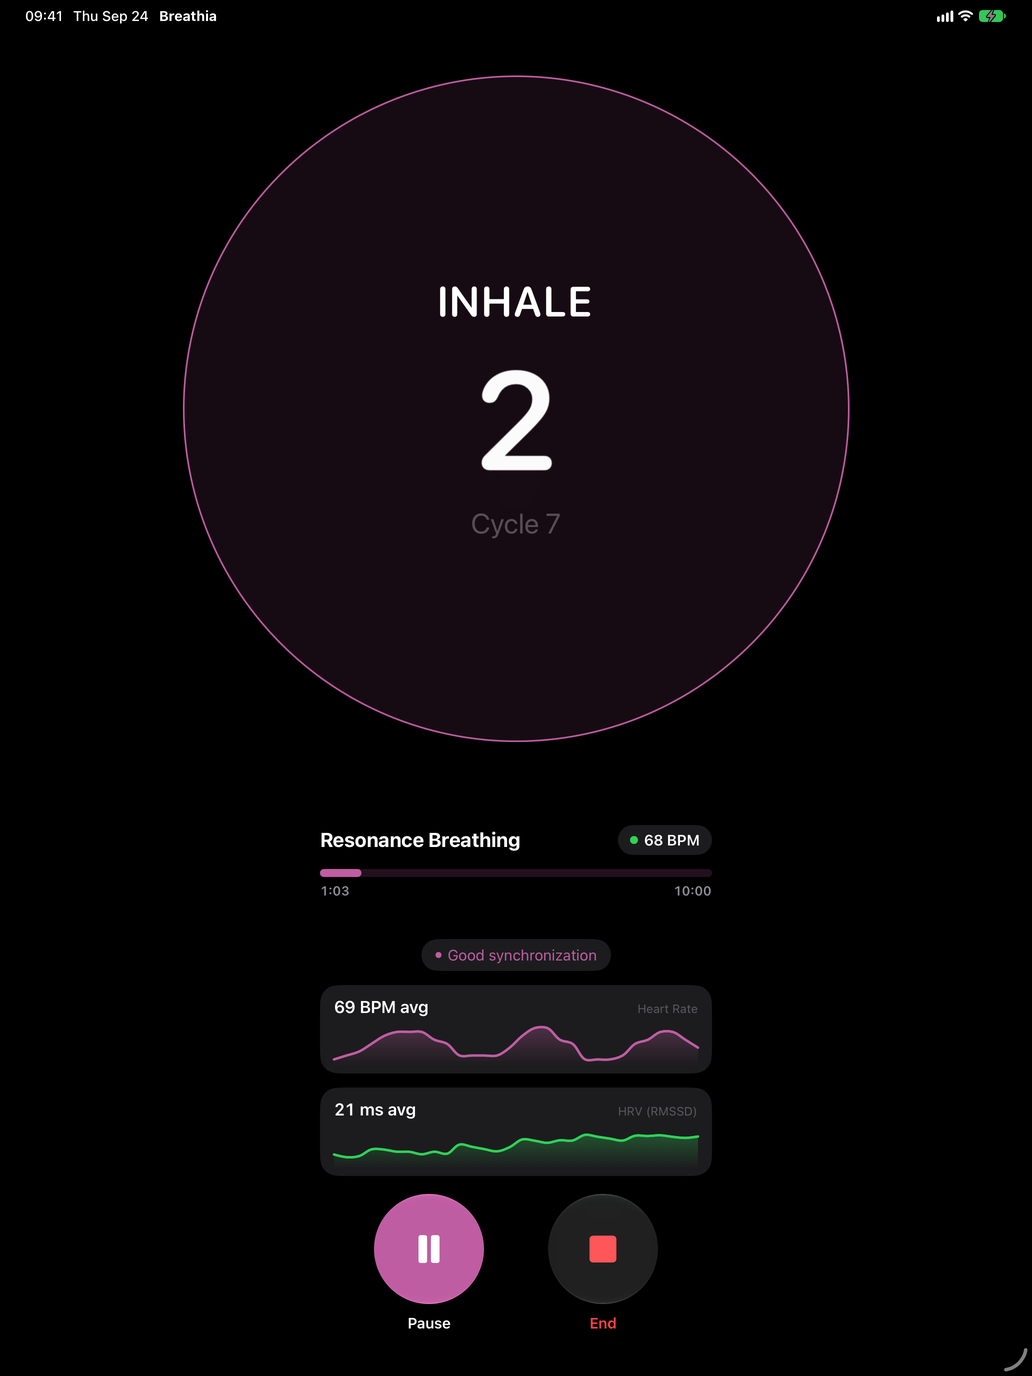 09:41 Thu Sep 24 Breathia
INHALE
2
Cycle 7
Resonance Breathing
68 BPM
1:03
10:00
Good synchronization
69 BPM avg
Heart Rate
21 ms avg
HRV (RMSSD)
Pause
End